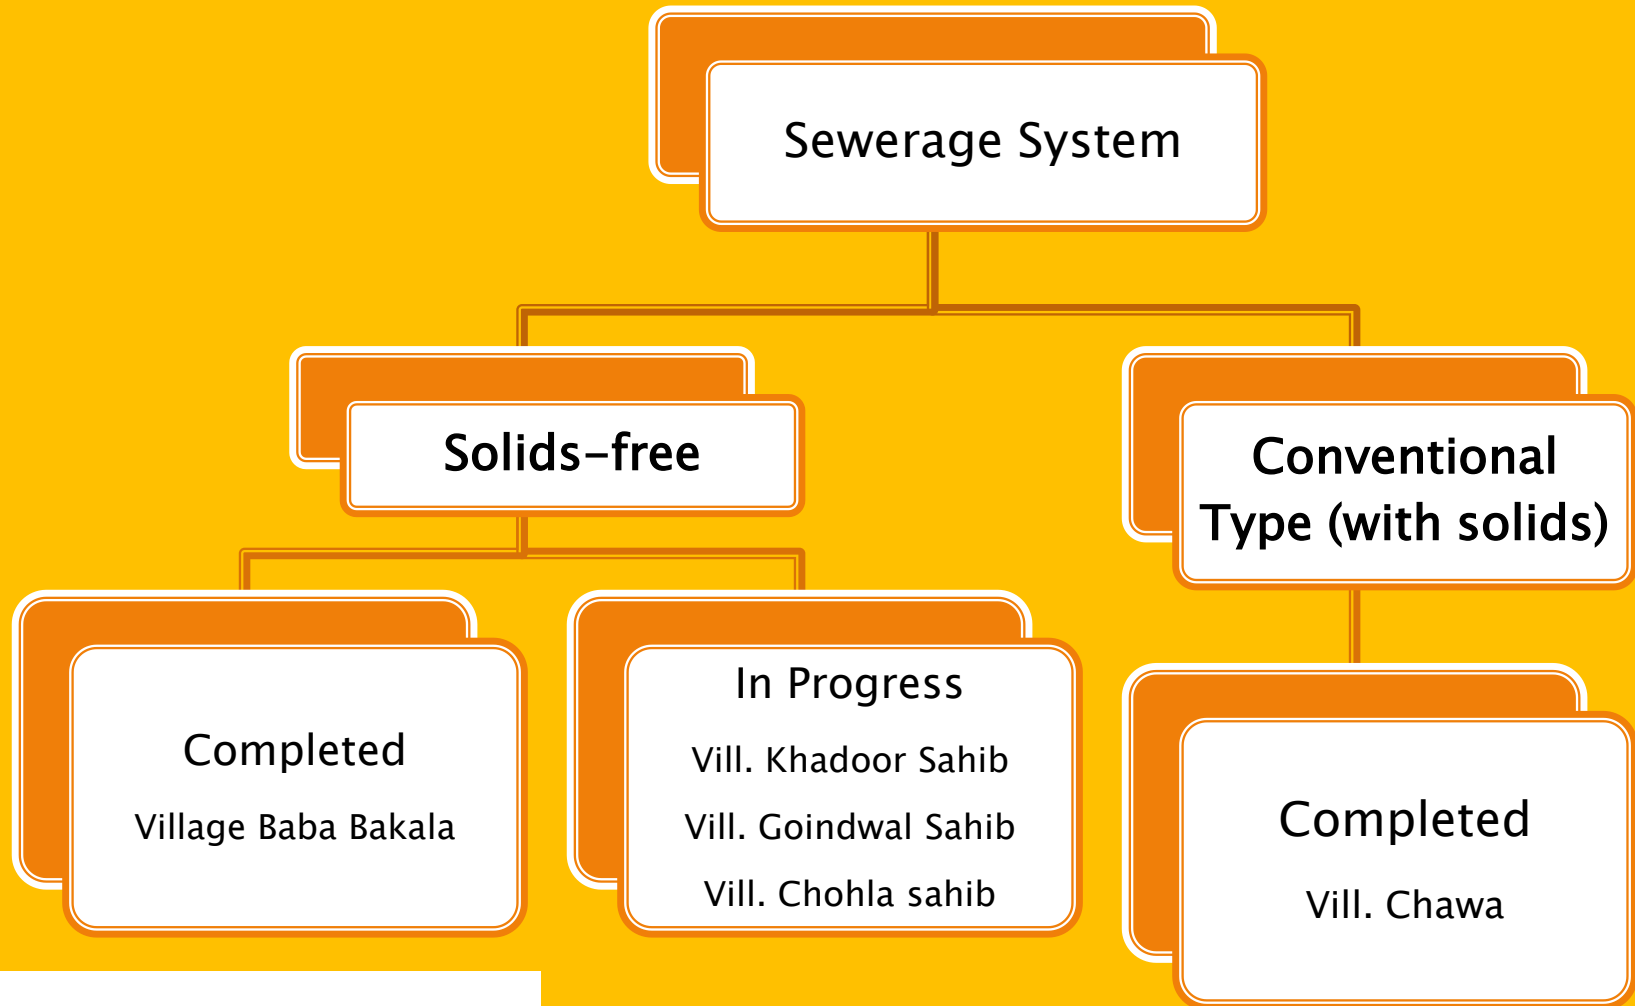 Sewerage System
Solids-free
Conventional
Type (with solids)
Completed
Village Baba Bakala
In Progress
Vill. Khadoor Sahib
Vill. Goindwal Sahib
Vill. Chohla sahib
Completed
Vill. Chawa